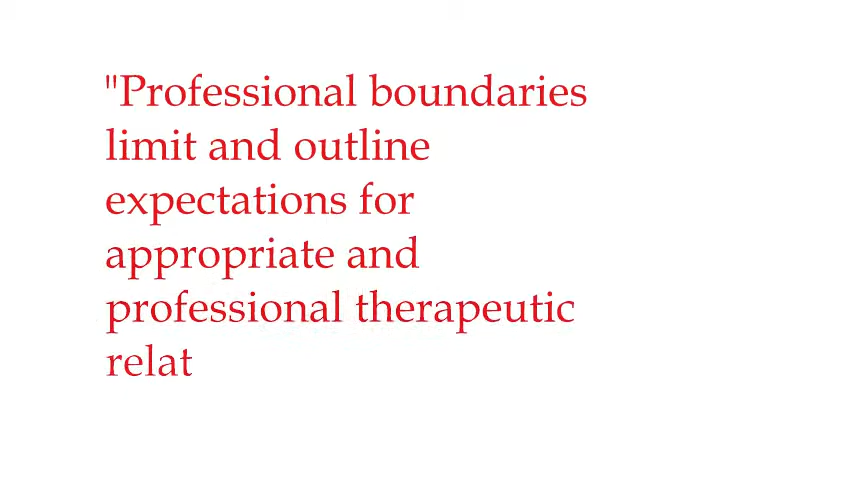 "Professional boundaries
limit and outline
expectations for
appropriate and
professional therapeutic
relat